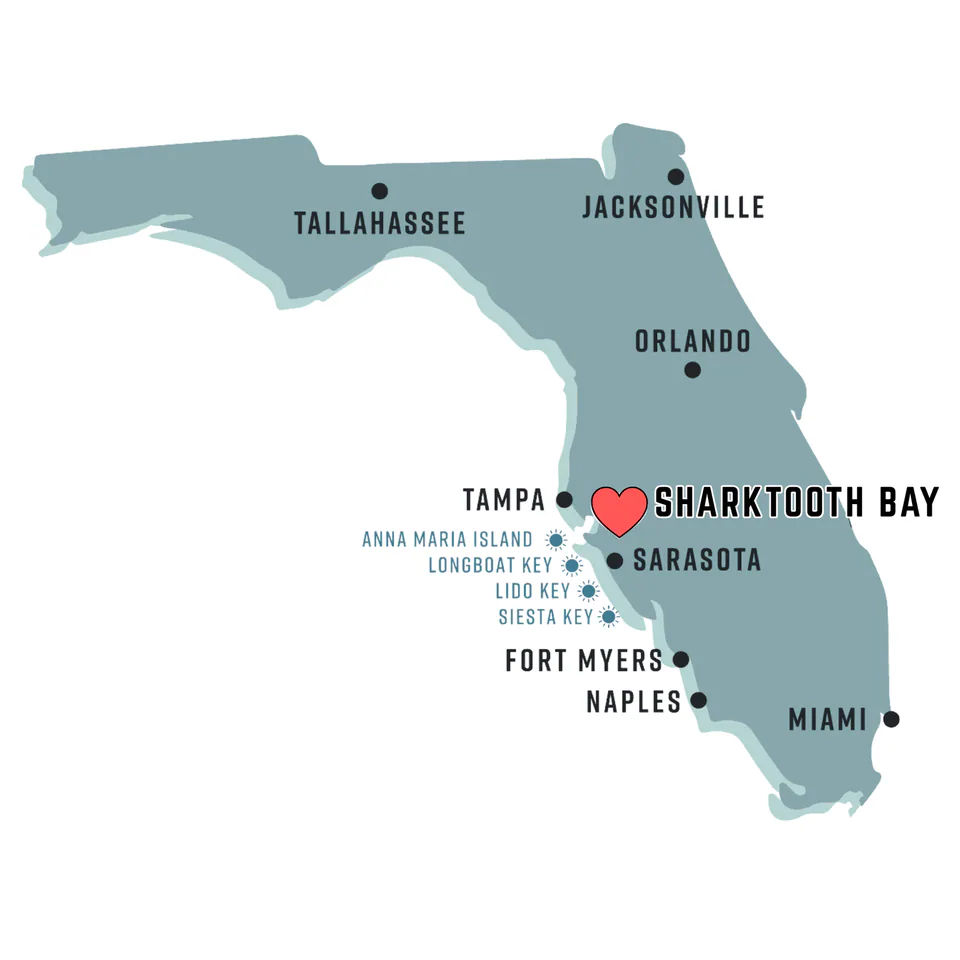 TALLAHASSEE
JACKSONVILLE
ORLANDO
TAMPA
SHARKTOOTH BAY
ANNA MARIA ISLAND
SARASOTA
LONGBOAT KEY
LIDO KEY
SIESTA KEY
FORT MYERS
NAPLES
MIAMI